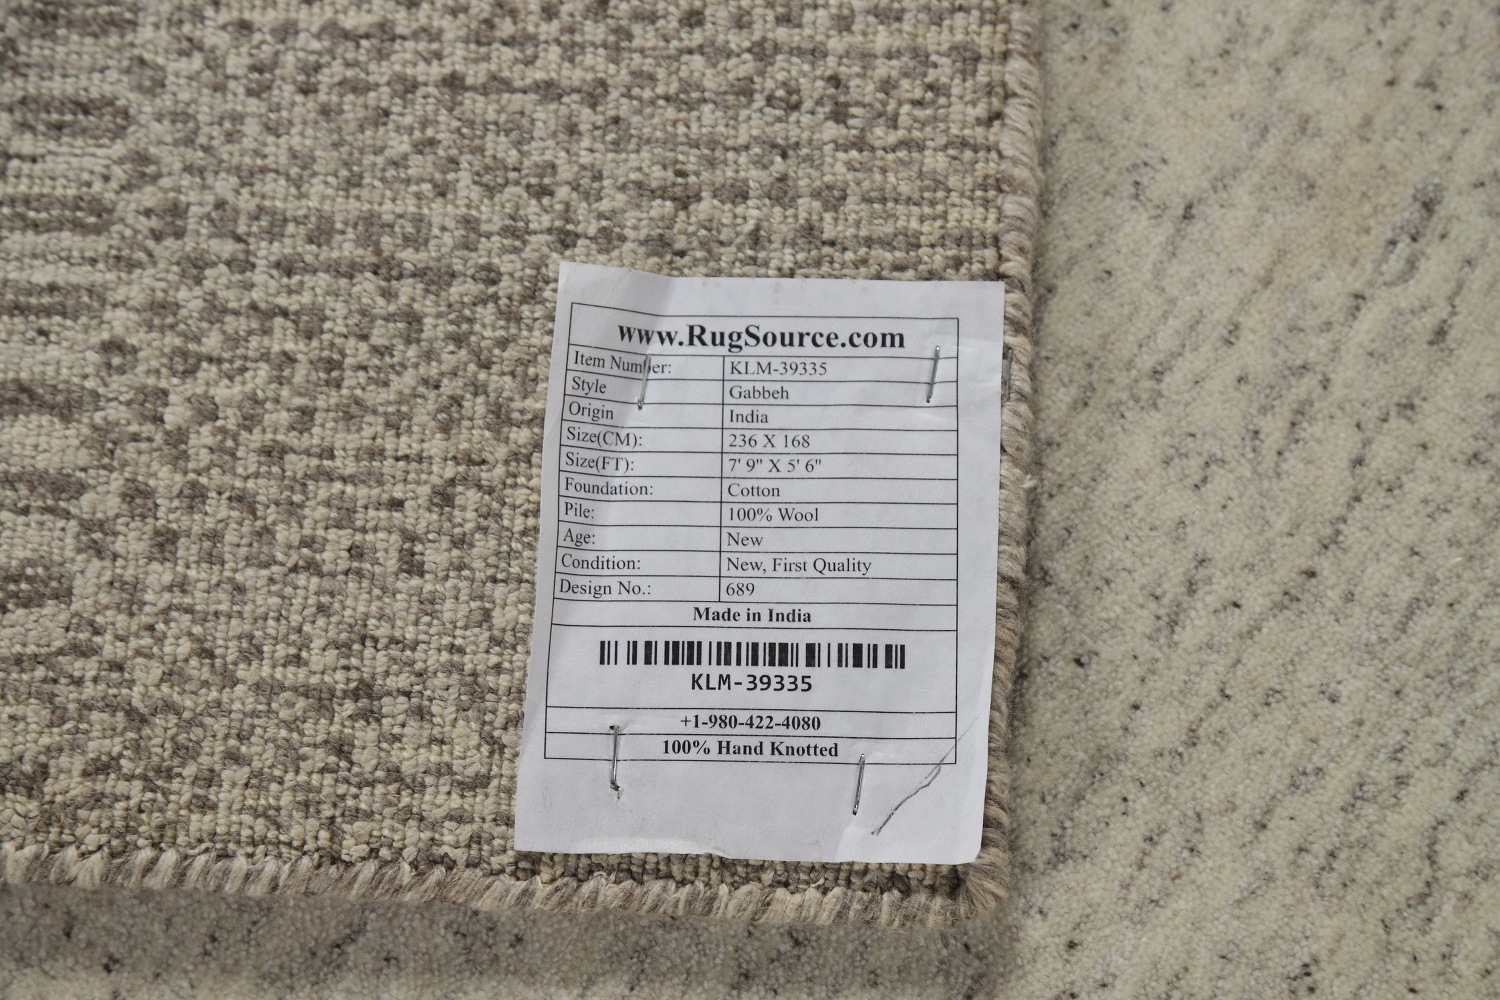 www.RugSource.com
Item Number: KLM-39335
Style Gabbeh
Origin India
Size(CM): 236 X 168
Size(FT): 7' 9" X 5' 6"
Foundation: Cotton
Pile: 100% Wool
Age: New
Condition: New, First Quality
Design No.: 689
Made in India
KLM-39335
+1-980-422-4080
100% Hand Knotted